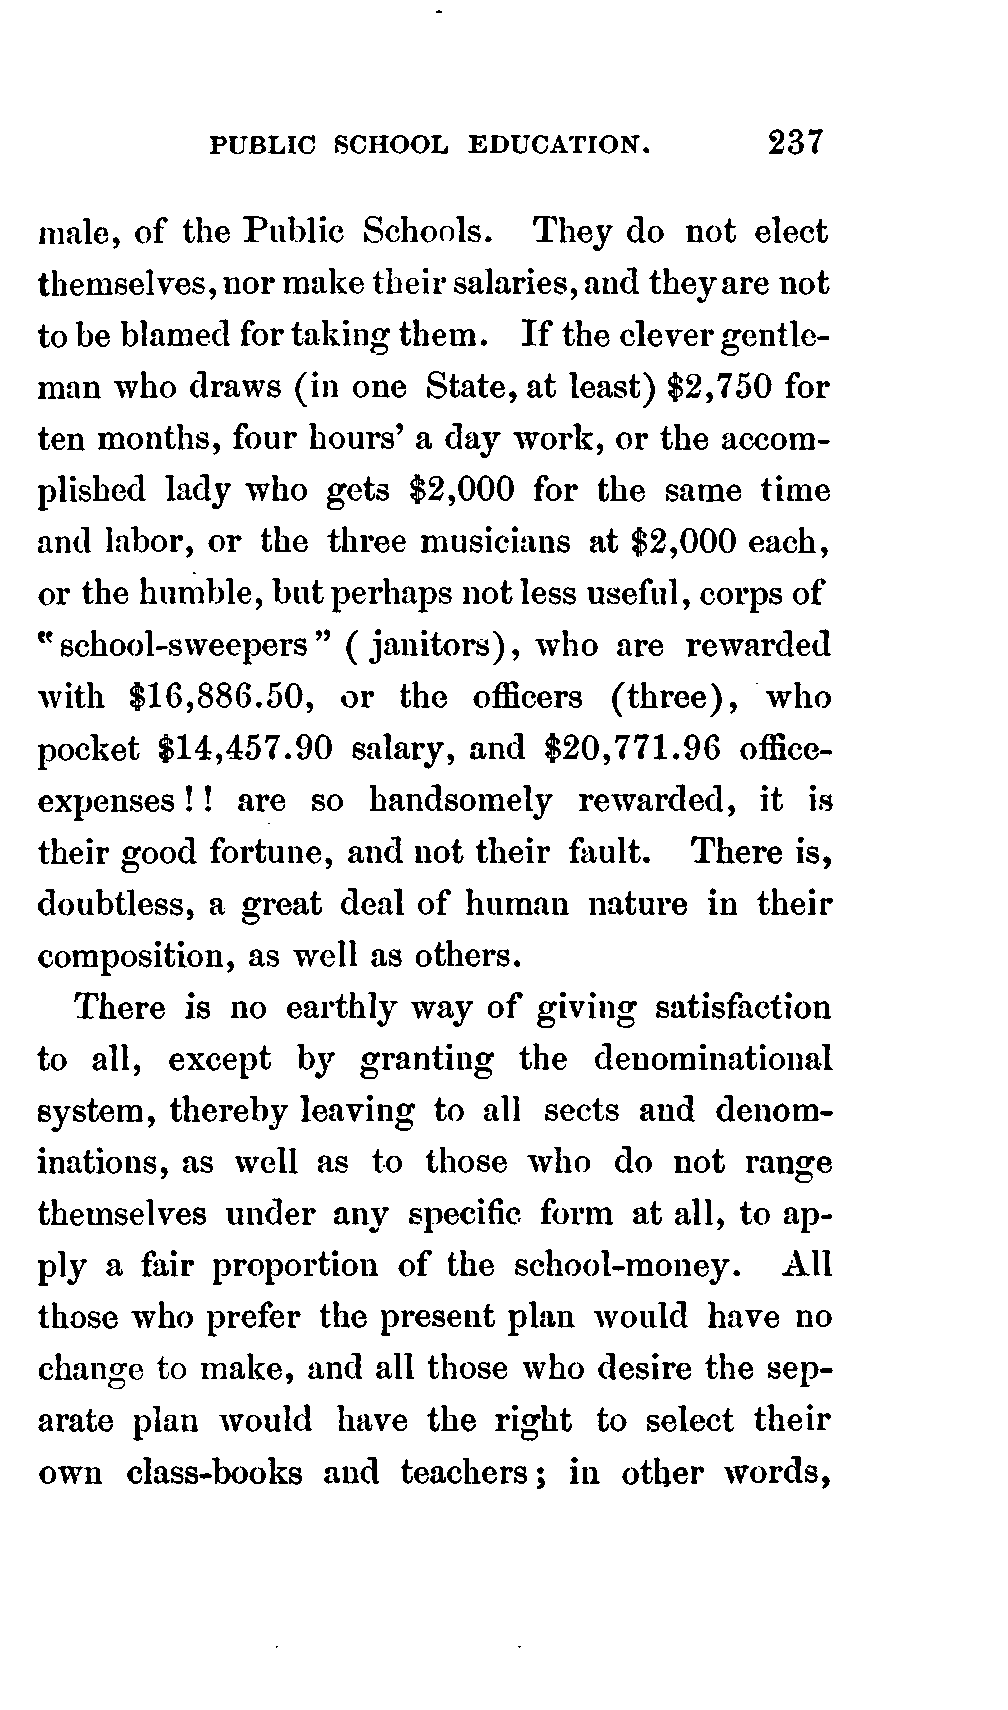 PUBLIC SCHOOL EDUCATION. 237
male, of the Public Schools. They do not elect
themselves, nor make their salaries, and they are not
to be blamed for taking them. If the clever gentle-
man who draws (in one State, at least) $2,750 for
ten months, four hours’ a day work, or the accom-
plished lady who gets $2,000 for the same time
and labor, or the three musicians at $2,000 each,
or the humble, but perhaps not less useful, corps of
“school-sweepers” (janitors), who are rewarded
with $16,886.50, or the officers (three), who
pocket $14,457.90 salary, and $20,771.96 office-
expenses!! are so handsomely rewarded, it is
their good fortune, and not their fault. There is,
doubtless, a great deal of human nature in their
composition, as well as others.
There is no earthly way of giving satisfaction
to all, except by granting the denominational
system, thereby leaving to all sects and denom-
inations, as well as to those who do not range
themselves under any specific form at all, to ap-
ply a fair proportion of the school-money. All
those who prefer the present plan would have no
change to make, and all those who desire the sep-
arate plan would have the right to select their
own class-books and teachers; in other words,